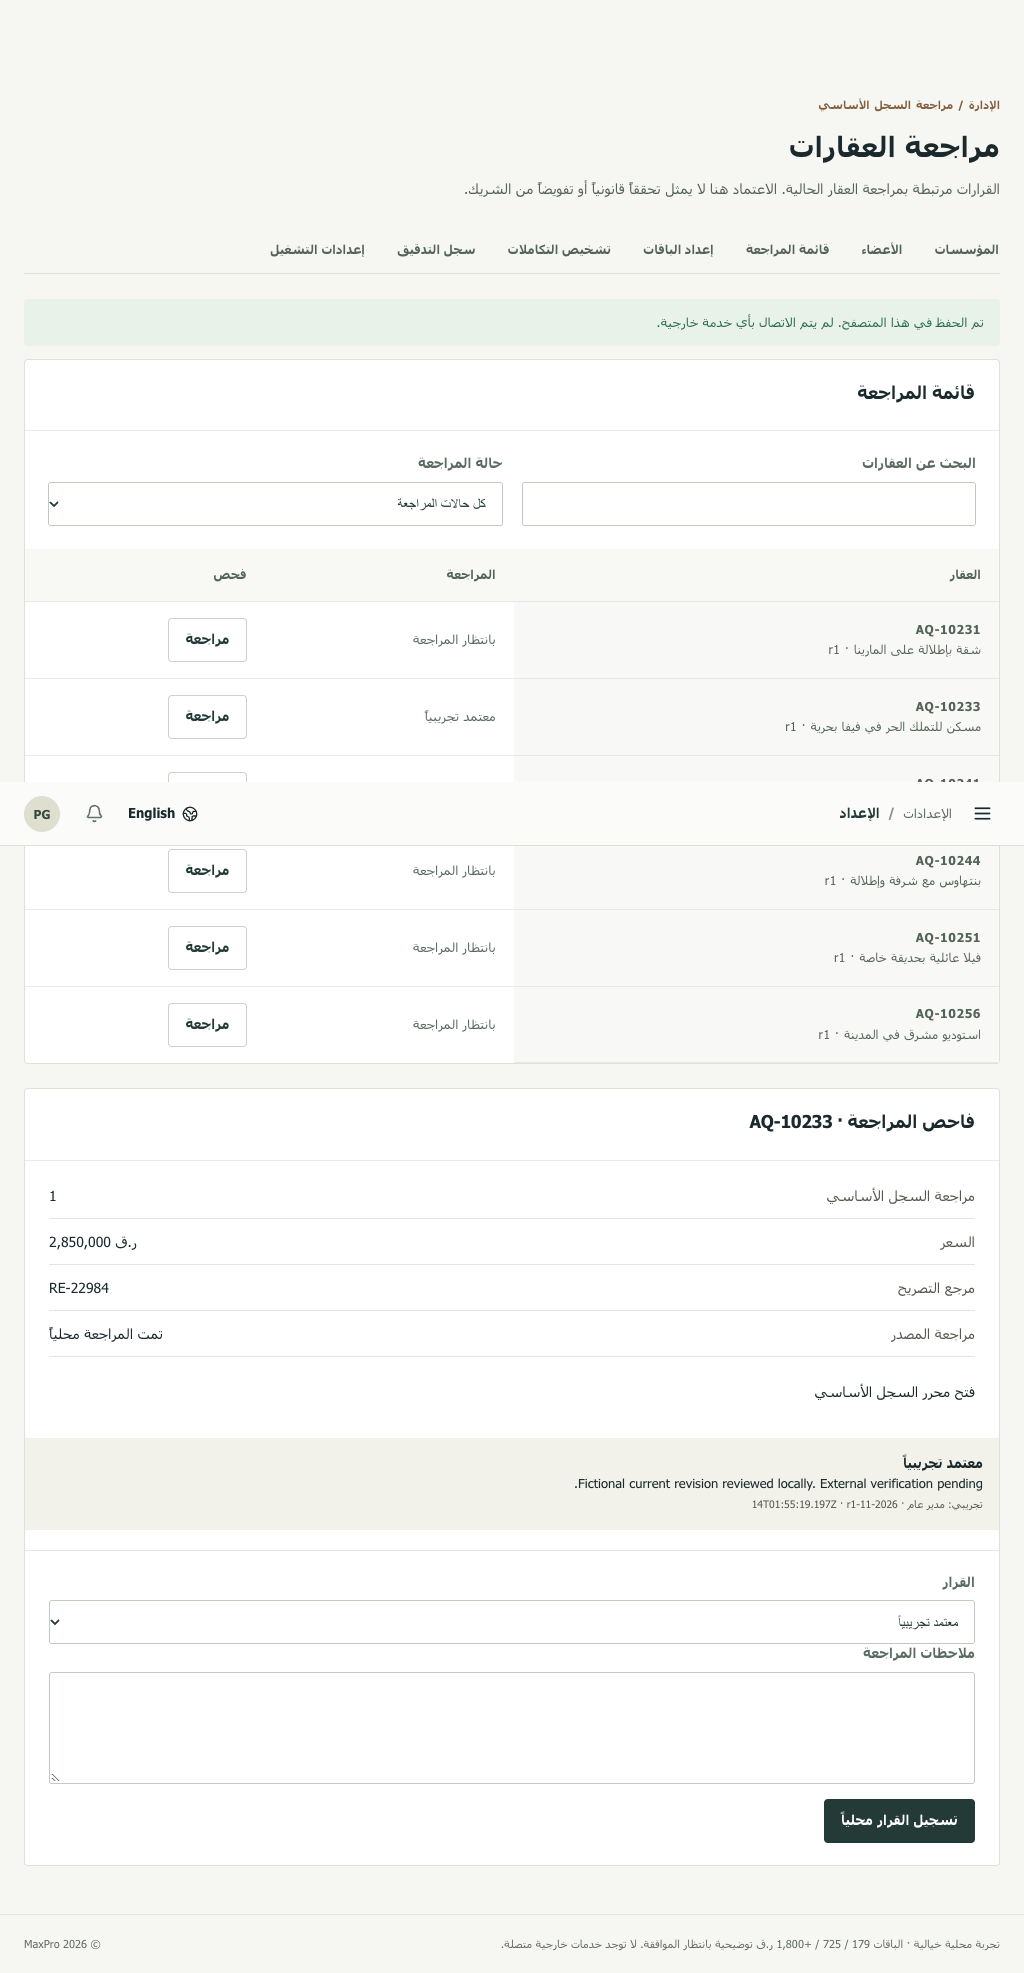 الإدارة / مراجعة السجل الأساسي
مراجعة العقارات
القرارات مرتبطة بمراجعة العقار الحالية. الاعتماد هنا لا يمثل تحققاً قانونياً أو تفويضاً من الشريك.
المؤسسات الأعضاء قائمة المراجعة إعداد الباقات تشخيص التكاملات سجل التدقيق إعدادات التشغيل
تم الحفظ في هذا المتصفح. لم يتم الاتصال بأي خدمة خارجية.
قائمة المراجعة
البحث عن العقارات حالة المراجعة
كل حالات المراجعة
العقار المراجعة فحص
AQ-10231
شقة بإطلالة على المارينا · r1 بانتظار المراجعة مراجعة
AQ-10233
مسكن للتملك الحر في فيفا بحرية · r1 معتمد تجريبياً مراجعة
الإعدادات / الإعداد English PG
AQ-10244
بنتهاوس مع شرفة وإطلالة · r1 بانتظار المراجعة مراجعة
AQ-10251
فيلا عائلية بحديقة خاصة · r1 بانتظار المراجعة مراجعة
AQ-10256
استوديو مشرق في المدينة · r1 بانتظار المراجعة مراجعة
فاحص المراجعة · AQ-10233
مراجعة السجل الأساسي 1
السعر 2,850,000 ر.ق
مرجع التصريح RE-22984
مراجعة المصدر تمت المراجعة محلياً
فتح محرر السجل الأساسي
معتمد تجريبياً
Fictional current revision reviewed locally. External verification pending.
تجريبي: مدير عام · 2026-11-14T01:55:19.197Z · r1
القرار
معتمد تجريبياً
ملاحظات المراجعة
تسجيل القرار محلياً
تجربة محلية خيالية · الباقات 179 / 725 / 1,800+ ر.ق توضيحية بانتظار الموافقة. لا توجد خدمات خارجية متصلة.
© 2026 MaxPro